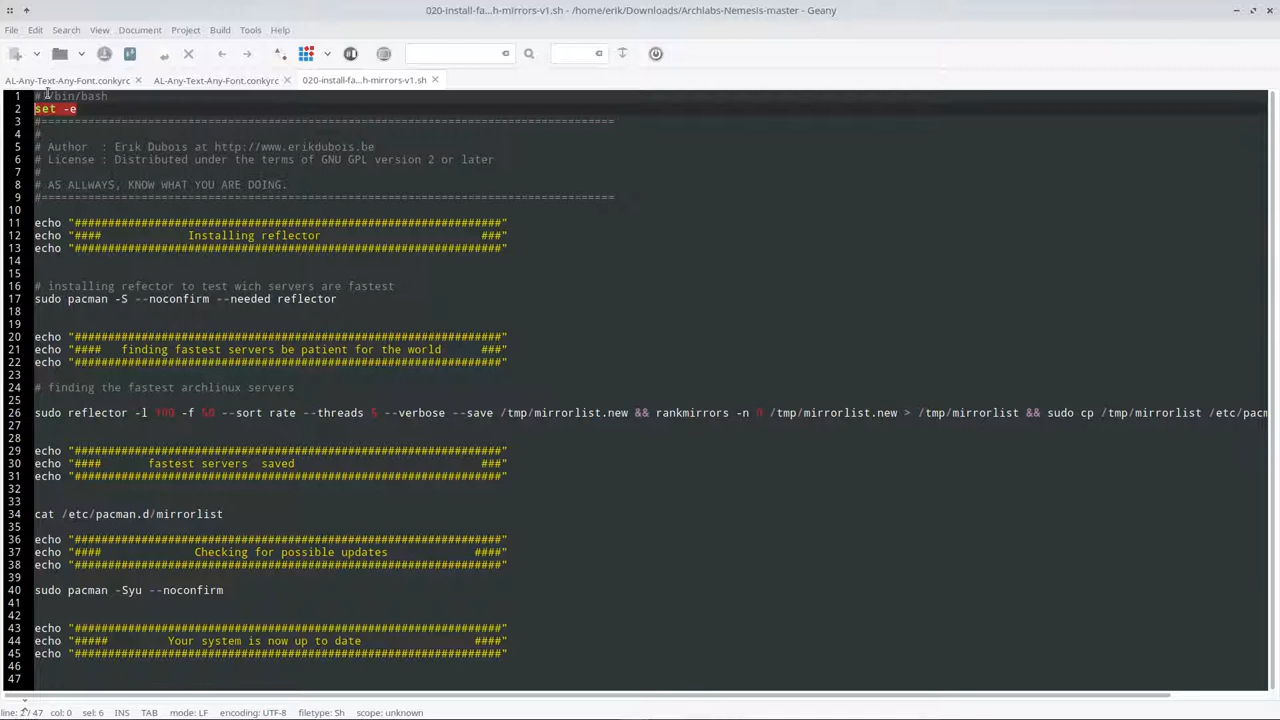 020-install-fa...h-mirrors-v1.sh - /home/erik/Downloads/Archlabs-Nemesis-master - Geany
File Edit Search View Document Project Build Tools Help
AL-Any-Text-Any-Font.conkyrc AL-Any-Text-Any-Font.conkyrc 020-install-fa...h-mirrors-v1.sh
1 #!/bin/bash
2 set -e
3 #=======================================================================================
4 #
5 # Author  : Erik Dubois at http://www.erikdubois.be
6 # License : Distributed under the terms of GNU GPL version 2 or later
7 #
8 # AS ALLWAYS, KNOW WHAT YOU ARE DOING.
9 #=======================================================================================
10
11 echo "################################################################"
12 echo "####             Installing reflector                        ###"
13 echo "################################################################"
14
15
16 # installing refector to test wich servers are fastest
17 sudo pacman -S --noconfirm --needed reflector
18
19
20 echo "################################################################"
21 echo "####   finding fastest servers be patient for the world      ###"
22 echo "################################################################"
23
24 # finding the fastest archlinux servers
25
26 sudo reflector -l 100 -f 50 --sort rate --threads 5 --verbose --save /tmp/mirrorlist.new && rankmirrors -n 0 /tmp/mirrorlist.new > /tmp/mirrorlist && sudo cp /tmp/mirrorlist /etc/pacm
27
28
29 echo "################################################################"
30 echo "####       fastest servers  saved                            ###"
31 echo "################################################################"
32
33
34 cat /etc/pacman.d/mirrorlist
35
36 echo "################################################################"
37 echo "####              Checking for possible updates             ####"
38 echo "################################################################"
39
40 sudo pacman -Syu --noconfirm
41
42
43 echo "################################################################"
44 echo "#####         Your system is now up to date                 ####"
45 echo "################################################################"
46
47
line: 2 / 47 col: 0 sel: 6 INS TAB mode: LF encoding: UTF-8 filetype: Sh scope: unknown